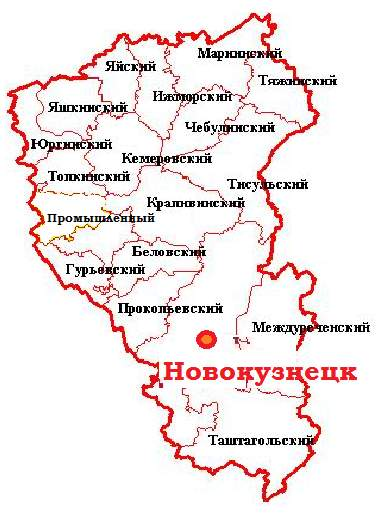 Мариинский
Яйский
Тяжинский
Ижморский
Яшкинский
Чебулинский
Юргинский
Кемеровский
Топкинский
Тисульский
Крапивинский
Промышленный
Беловский
Гурьевский
Прокопьевский
Междуреченский
Новокузнецк
Таштагольский